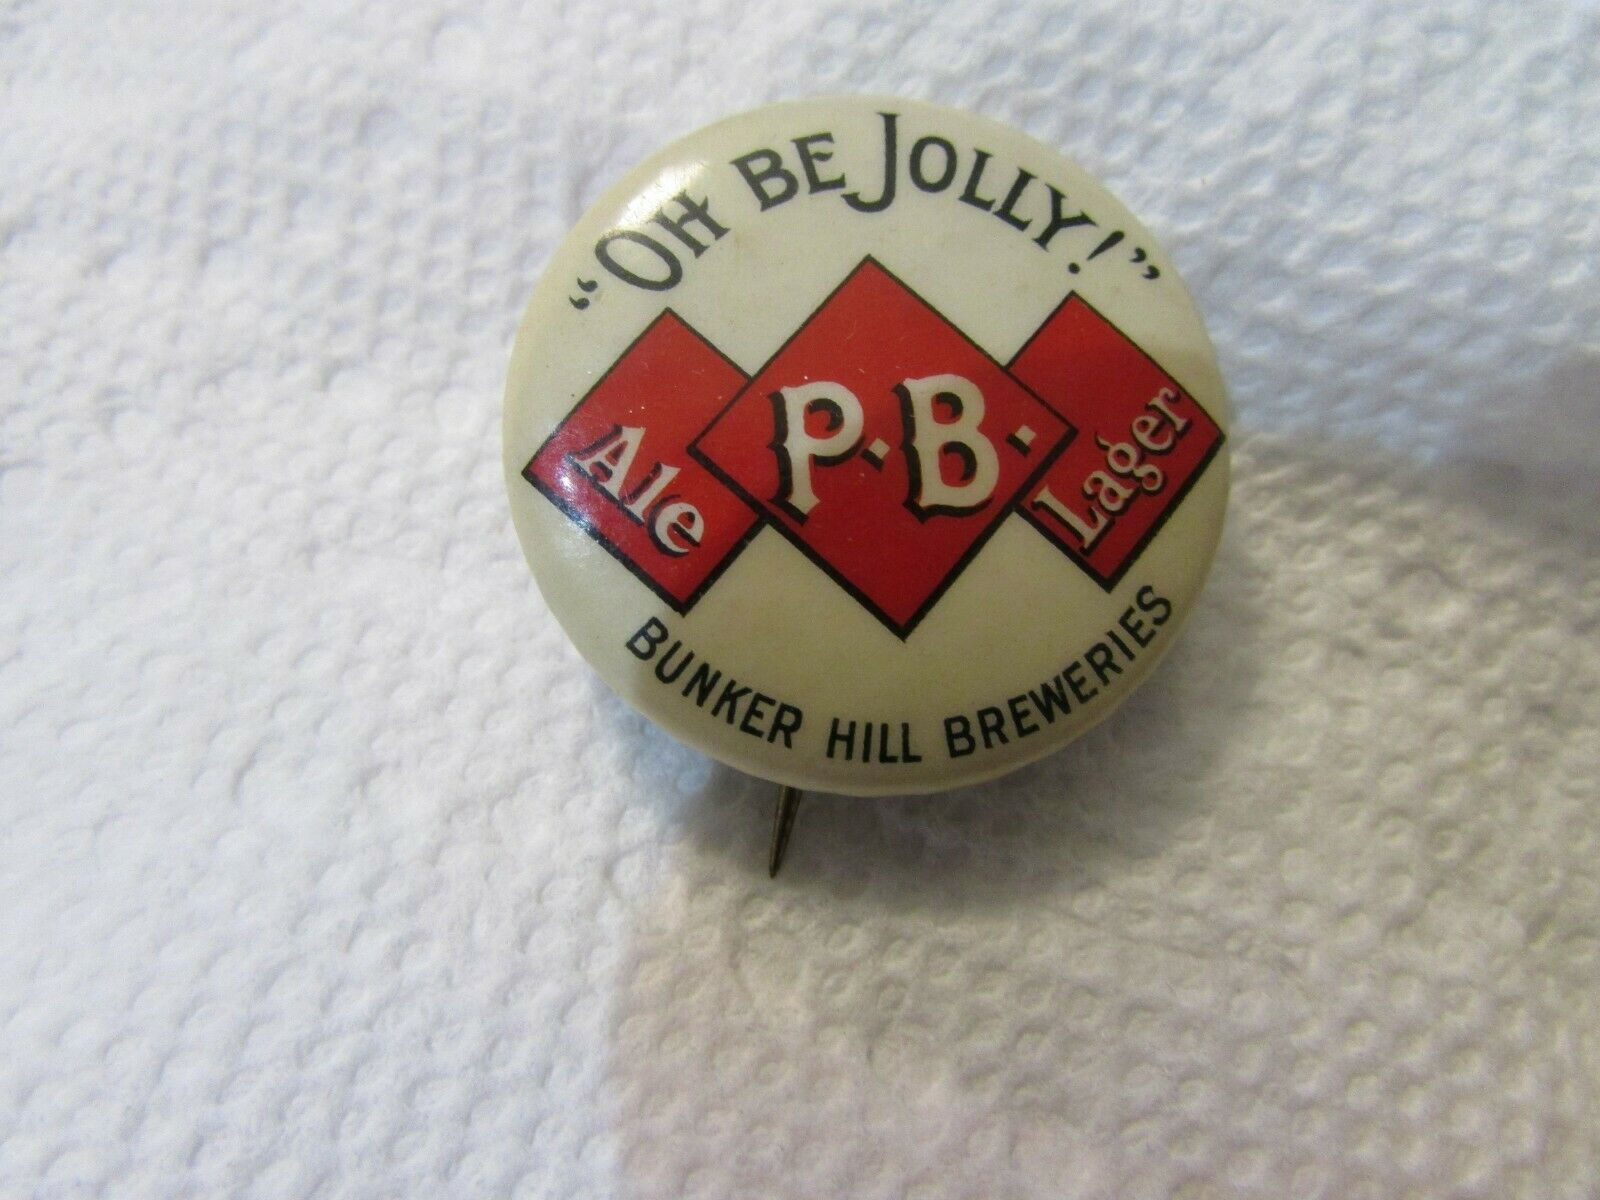 “OH BE JOLLY!”
Ale
P.B.
Lager
BUNKER HILL BREWERIES